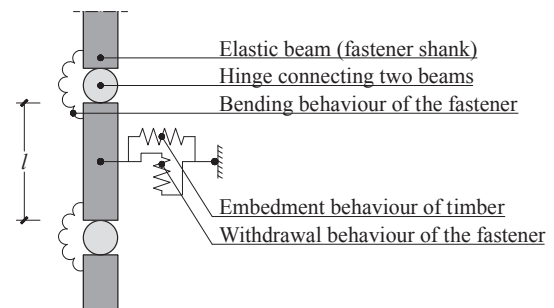 Elastic beam (fastener shank)
Hinge connecting two beams
Bending behaviour of the fastener
l
Embedment behaviour of timber
Withdrawal behaviour of the fastener